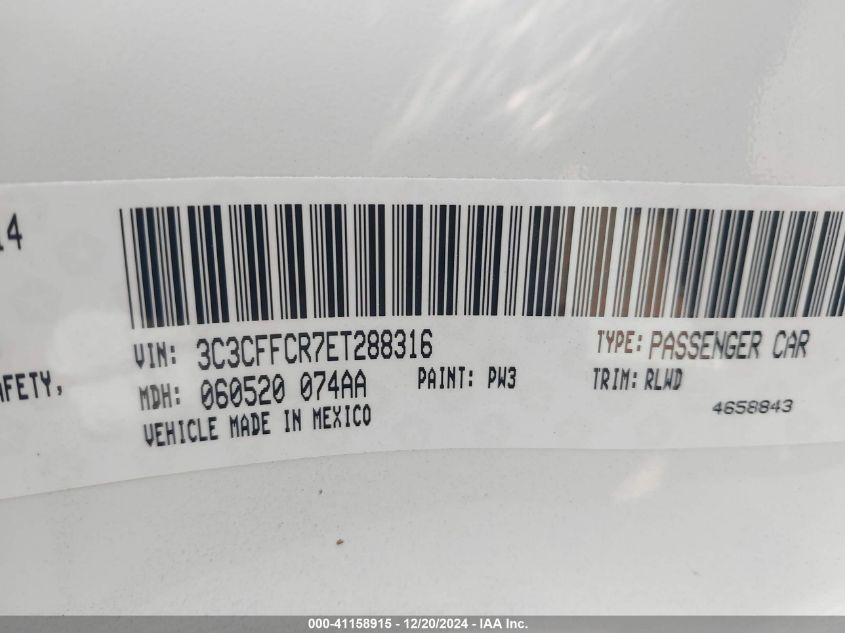 14
VIN: 3C3CFFCR7ET288316
TYPE: PASSENGER CAR
AFETY,
MDH: 060520 074AA
PAINT: PW3
TRIM: RLWD
4658843
VEHICLE MADE IN MEXICO
000-41158915 - 12/20/2024 - IAA Inc.